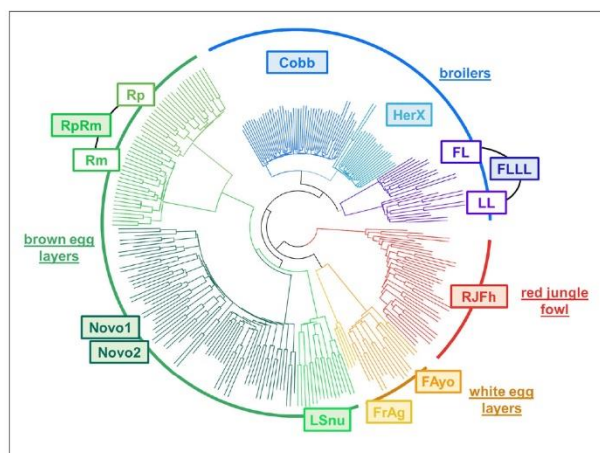 Cobb
broilers
Rp
HerX
RpRm
FL
FLLL
Rm
LL
brown egg
layers
RJFh
red jungle
fowl
Novo1
Novo2
FAyo
white egg
layers
FrAg
LSnu